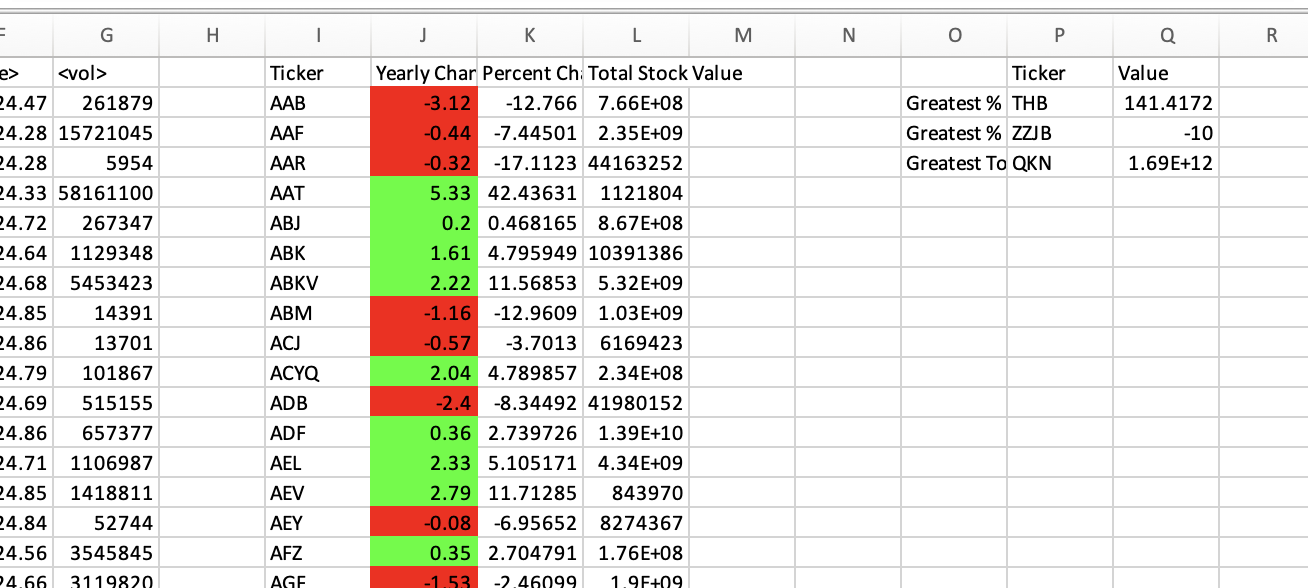 F G H I J K L M N O P Q R
e> <vol> Ticker Yearly Char Percent Ch Total Stock Value Ticker Value
24.47 261879 AAB -3.12 -12.766 7.66E+08 Greatest % THB 141.4172
24.28 15721045 AAF -0.44 -7.44501 2.35E+09 Greatest % ZZJB -10
24.28 5954 AAR -0.32 -17.1123 44163252 Greatest To QKN 1.69E+12
24.33 58161100 AAT 5.33 42.43631 1121804
24.72 267347 ABJ 0.2 0.468165 8.67E+08
24.64 1129348 ABK 1.61 4.795949 10391386
24.68 5453423 ABKV 2.22 11.56853 5.32E+09
24.85 14391 ABM -1.16 -12.9609 1.03E+09
24.86 13701 ACJ -0.57 -3.7013 6169423
24.79 101867 ACYQ 2.04 4.789857 2.34E+08
24.69 515155 ADB -2.4 -8.34492 41980152
24.86 657377 ADF 0.36 2.739726 1.39E+10
24.71 1106987 AEL 2.33 5.105171 4.34E+09
24.85 1418811 AEV 2.79 11.71285 843970
24.84 52744 AEY -0.08 -6.95652 8274367
24.56 3545845 AFZ 0.35 2.704791 1.76E+08
24.66 3119820 AGF -1.53 -2.46099 1.9E+09